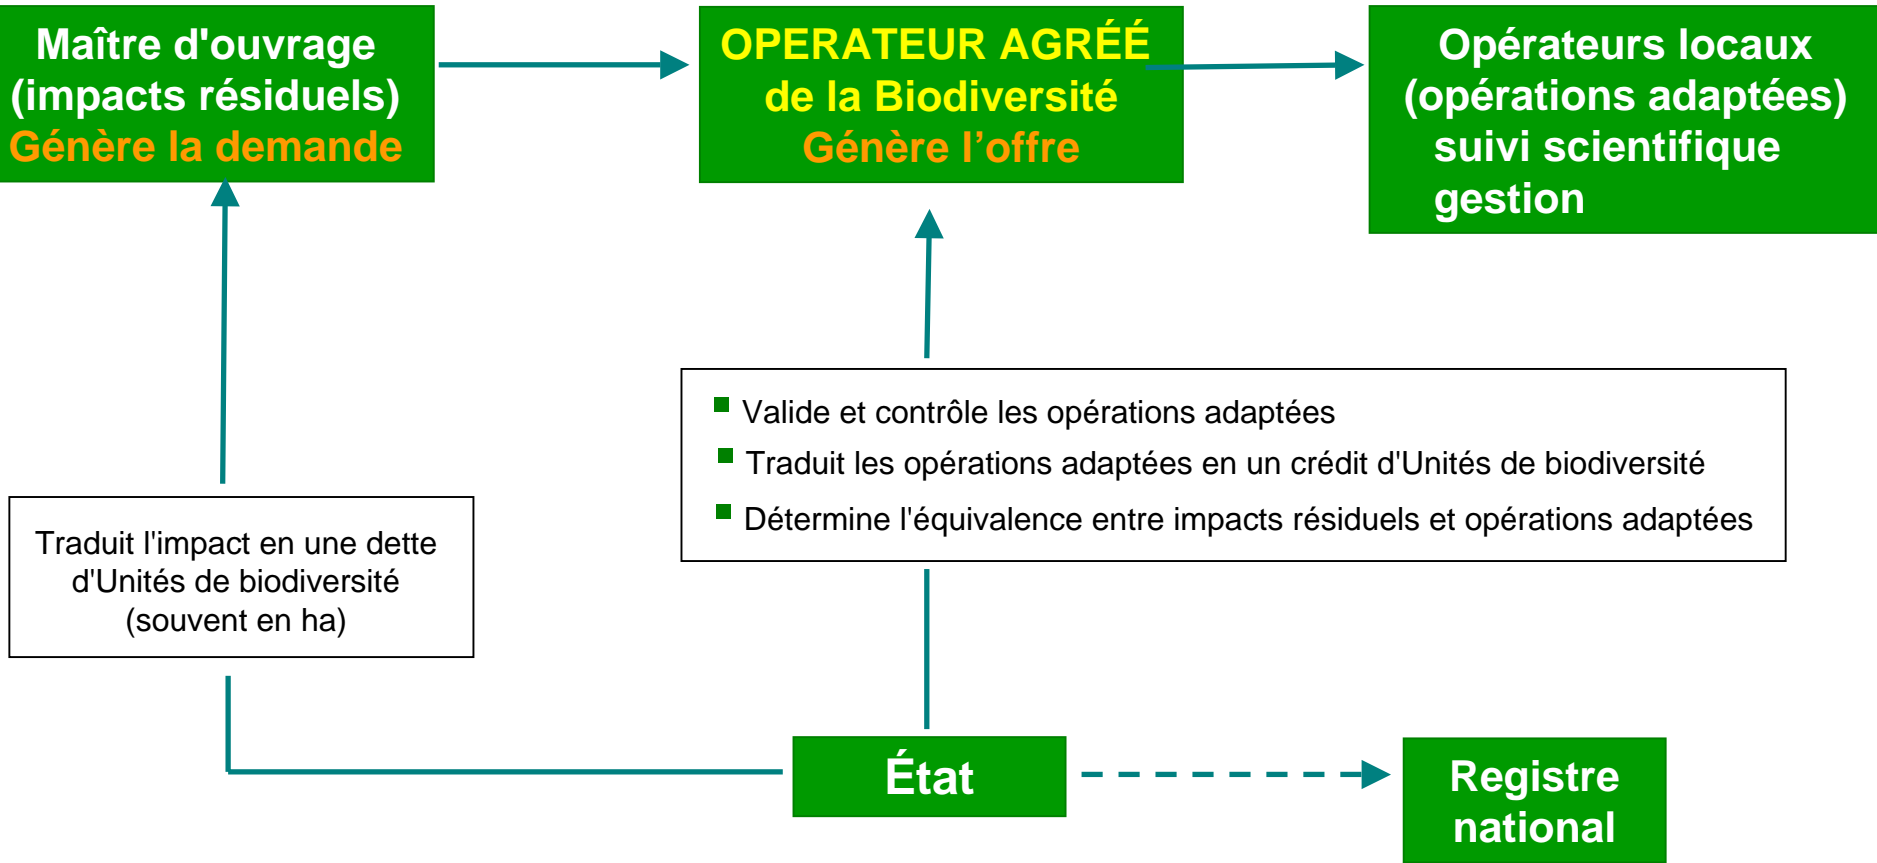 Maître d'ouvrage
(impacts résiduels)
Génère la demande
OPERATEUR AGRÉÉ
de la Biodiversité
Génère l’offre
Opérateurs locaux
(opérations adaptées)
suivi scientifique
gestion
Valide et contrôle les opérations adaptées
Traduit les opérations adaptées en un crédit d'Unités de biodiversité
Détermine l'équivalence entre impacts résiduels et opérations adaptées
Traduit l'impact en une dette
d'Unités de biodiversité
(souvent en ha)
État
Registre
national